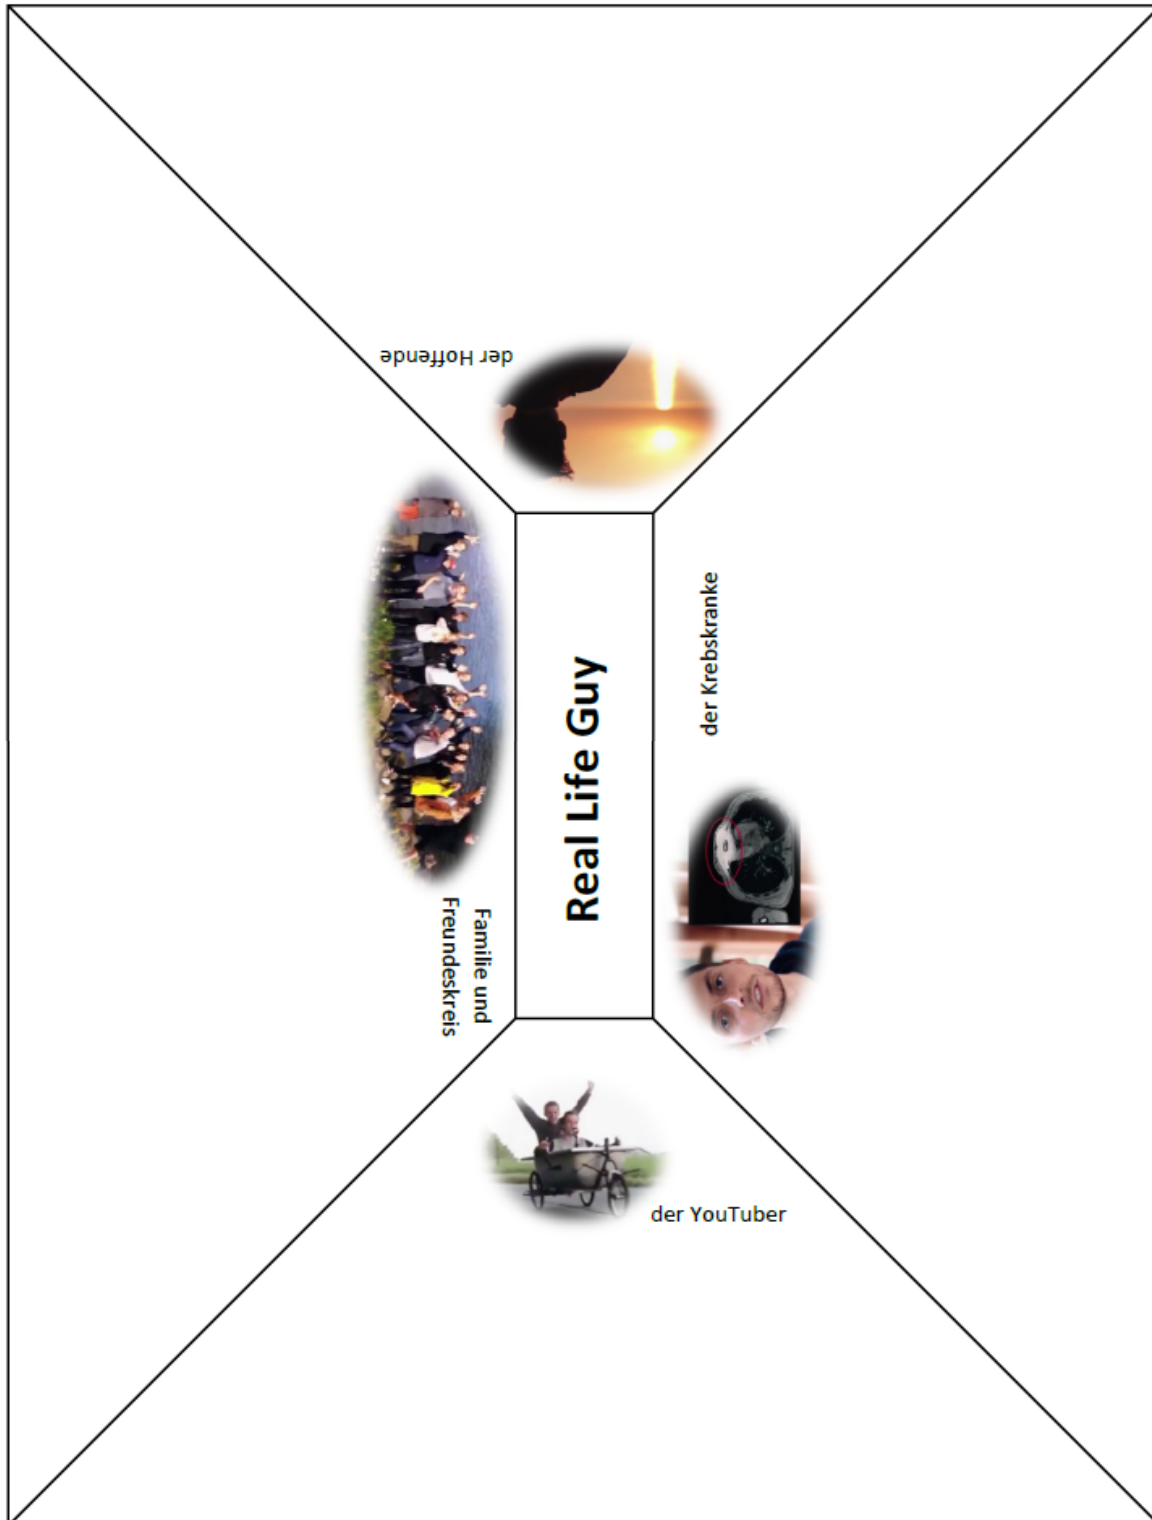 der Hoffende
Real Life Guy
der Krebskranke
Familie und
Freundeskreis
der YouTuber